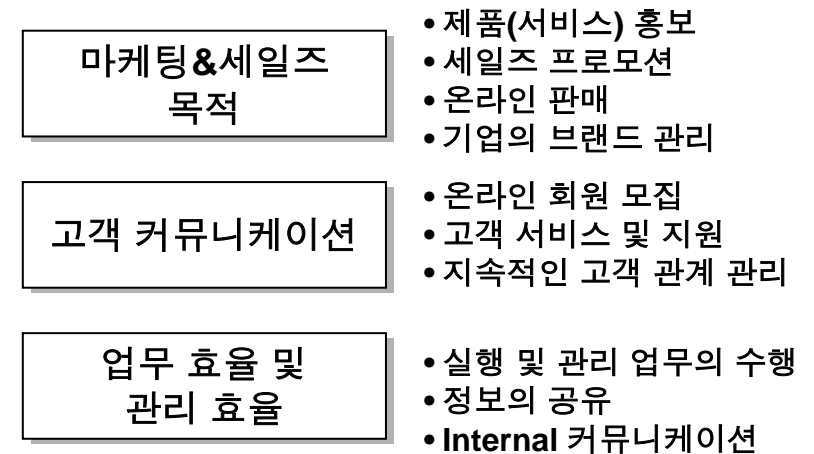 마케팅&세일즈
목적
• 제품(서비스) 홍보
• 세일즈 프로모션
• 온라인 판매
• 기업의 브랜드 관리
고객 커뮤니케이션
• 온라인 회원 모집
• 고객 서비스 및 지원
• 지속적인 고객 관계 관리
업무 효율 및
관리 효율
• 실행 및 관리 업무의 수행
• 정보의 공유
• Internal 커뮤니케이션